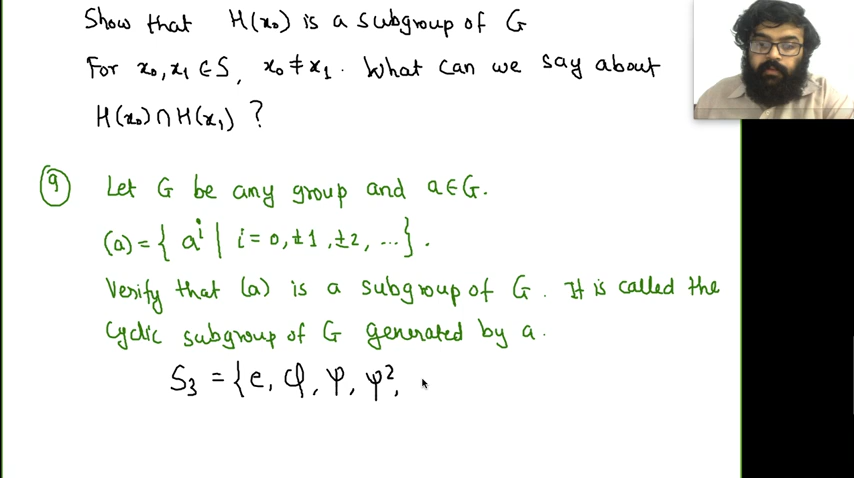 Show that H(x₀) is a subgroup of G
For x₀, x₁ ∈ S, x₀ ≠ x₁. What can we say about
H(x₀) ∩ H(x₁) ?
9 Let G be any group and a ∈ G.
(a) = { aⁱ | i = 0, ±1, ±2, ... }.
Verify that (a) is a subgroup of G. It is called the
Cyclic subgroup of G generated by a.
S₃ = { e, φ, ψ, ψ²,